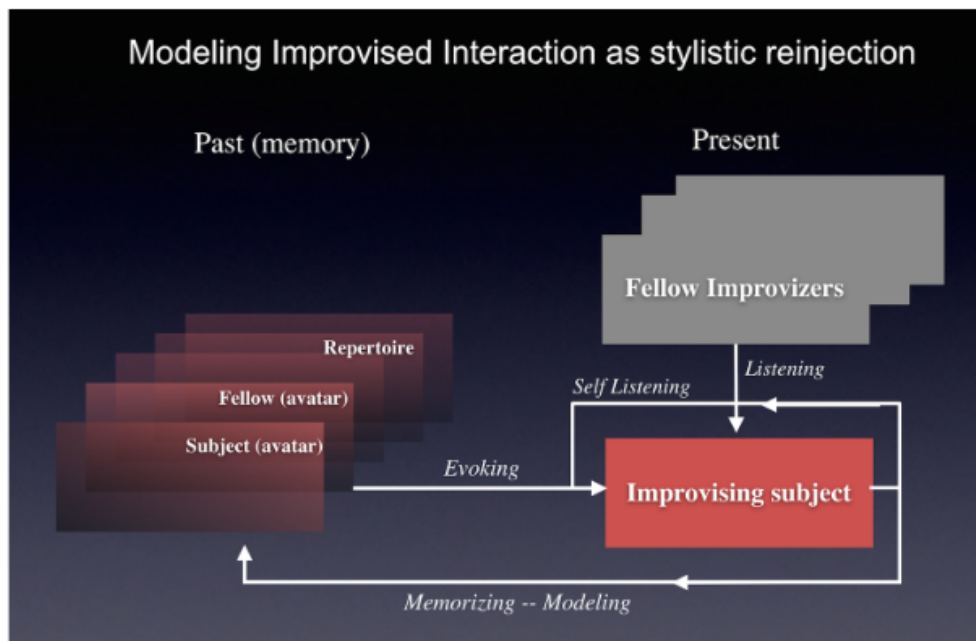 Modeling Improvised Interaction as stylistic reinjection
Past (memory)
Present
Fellow Improvizers
Repertoire
Fellow (avatar)
Subject (avatar)
Listening
Self Listening
Evoking
Improvising subject
Memorizing -- Modeling